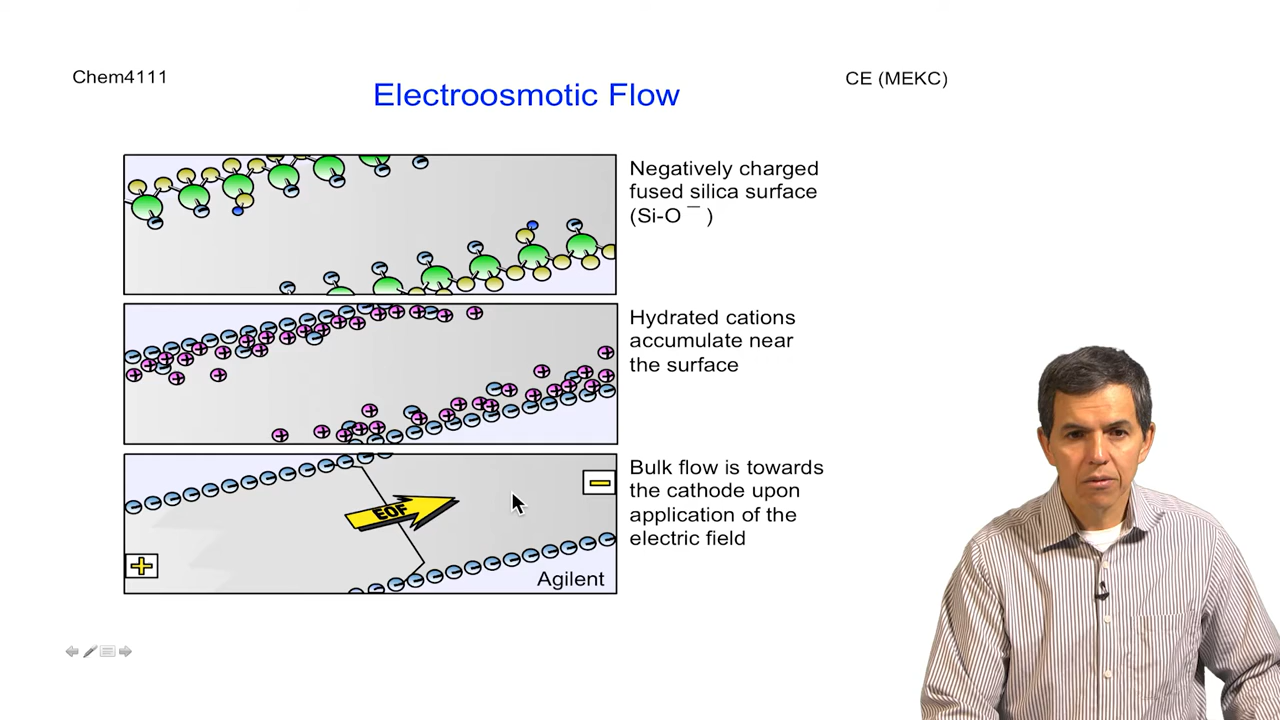 Chem4111
CE (MEKC)
Electroosmotic Flow
Negatively charged
fused silica surface
(Si-O ‾ )
Hydrated cations
accumulate near
the surface
EOF
Agilent
Bulk flow is towards
the cathode upon
application of the
electric field